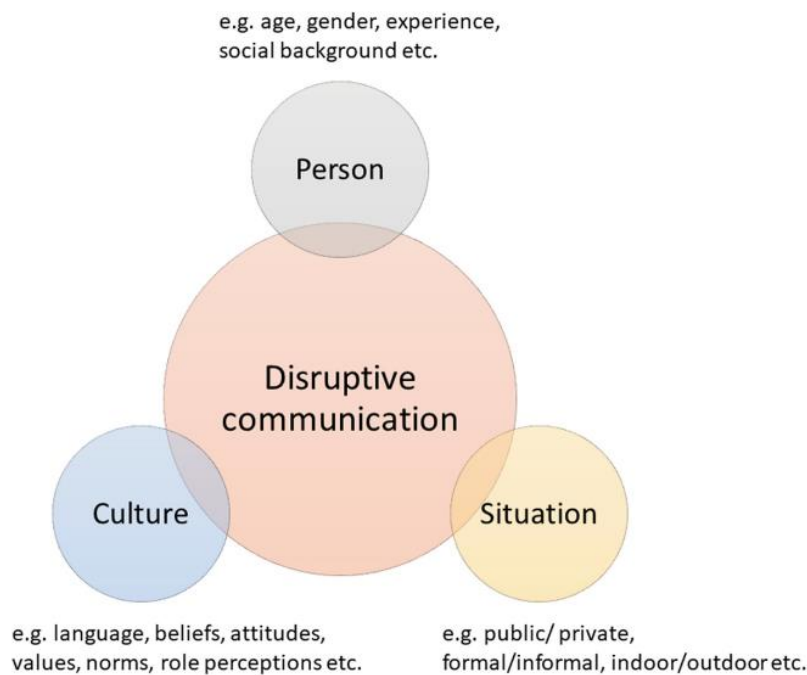 e.g. age, gender, experience,
social background etc.
Person
Disruptive
communication
Culture
Situation
e.g. language, beliefs, attitudes,
values, norms, role perceptions etc.
e.g. public/ private,
formal/informal, indoor/outdoor etc.